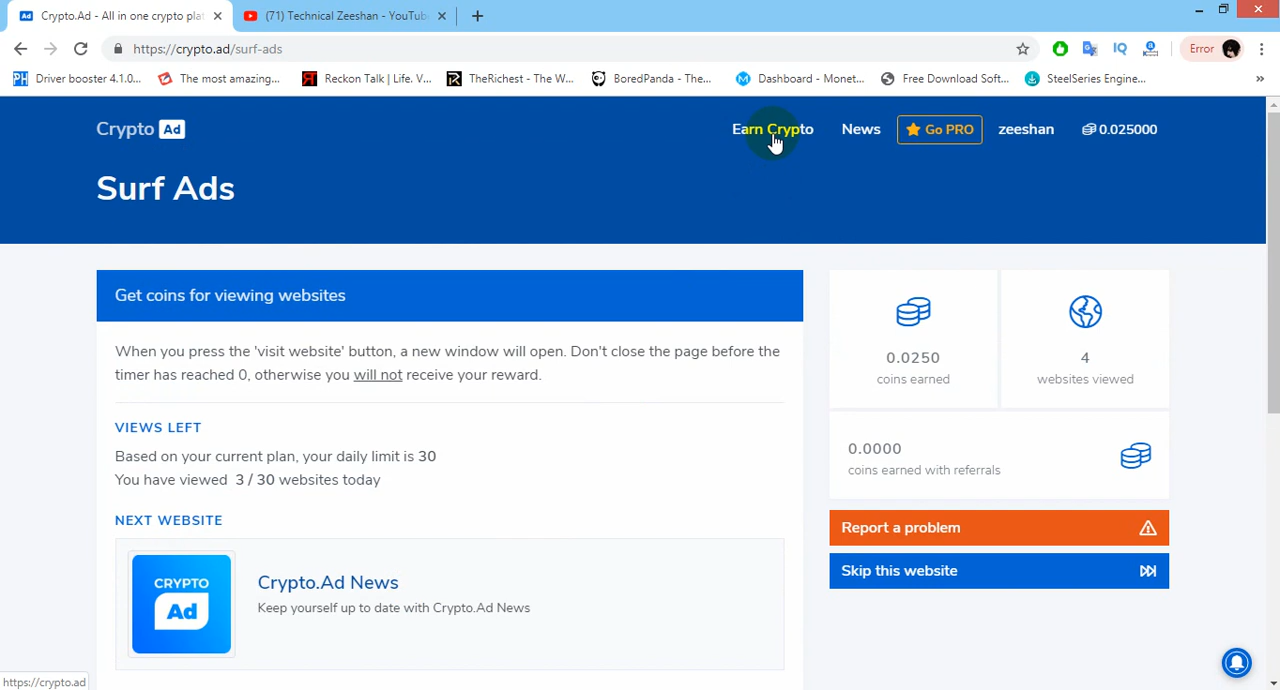 Crypto.Ad - All in one crypto plat
(71) Technical Zeeshan - YouTub
https://crypto.ad/surf-ads
IQ
Error
Driver booster 4.1.0...
The most amazing...
Reckon Talk | Life. V...
TheRichest - The W...
BoredPanda - The...
Dashboard - Monet...
Free Download Soft...
SteelSeries Engine...
Crypto Ad
Earn Crypto
News
Go PRO
zeeshan
0.025000
Surf Ads
Get coins for viewing websites
When you press the 'visit website' button, a new window will open. Don't close the page before the
timer has reached 0, otherwise you will not receive your reward.
VIEWS LEFT
Based on your current plan, your daily limit is 30
You have viewed 3 / 30 websites today
NEXT WEBSITE
CRYPTO
Ad
Crypto.Ad News
Keep yourself up to date with Crypto.Ad News
0.0250
coins earned
4
websites viewed
0.0000
coins earned with referrals
Report a problem
Skip this website
https://crypto.ad